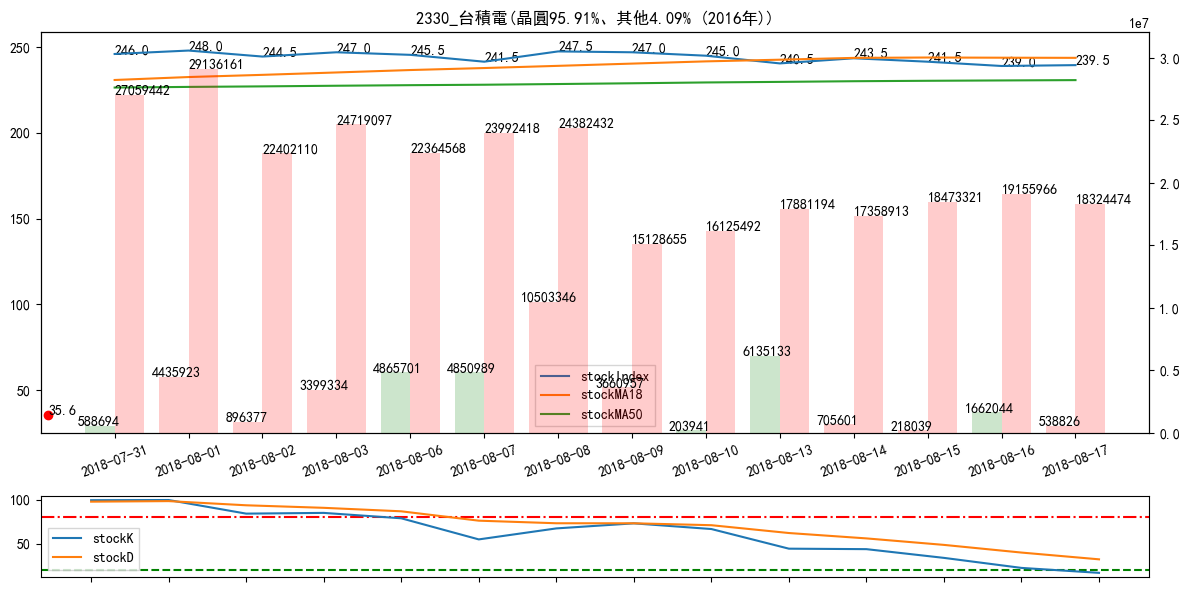 2330_台積電(晶圓95.91%、其他4.09% (2016年))
1e7
250
200
150
100
50
3.0
2.5
2.0
1.5
1.0
0.5
0.0
246.0 248.0 244.5 247.0 245.5 241.5 247.5 247.0 245.0 240.5 243.5 241.5 239.0 239.5
27059442 29136161 22402110 24719097 22364568 23992418 24382432 15128655 16125492 17881194 17358913 18473321 19155966 18324474
588694 4435923 896377 3399334 4865701 4850989 10503346 3660957 203941 6135133 705601 218039 1662044 538826
35.6
stockIndex
stockMA18
stockMA50
2018-07-31 2018-08-01 2018-08-02 2018-08-03 2018-08-06 2018-08-07 2018-08-08 2018-08-09 2018-08-10 2018-08-13 2018-08-14 2018-08-15 2018-08-16 2018-08-17
100
50
stockK
stockD